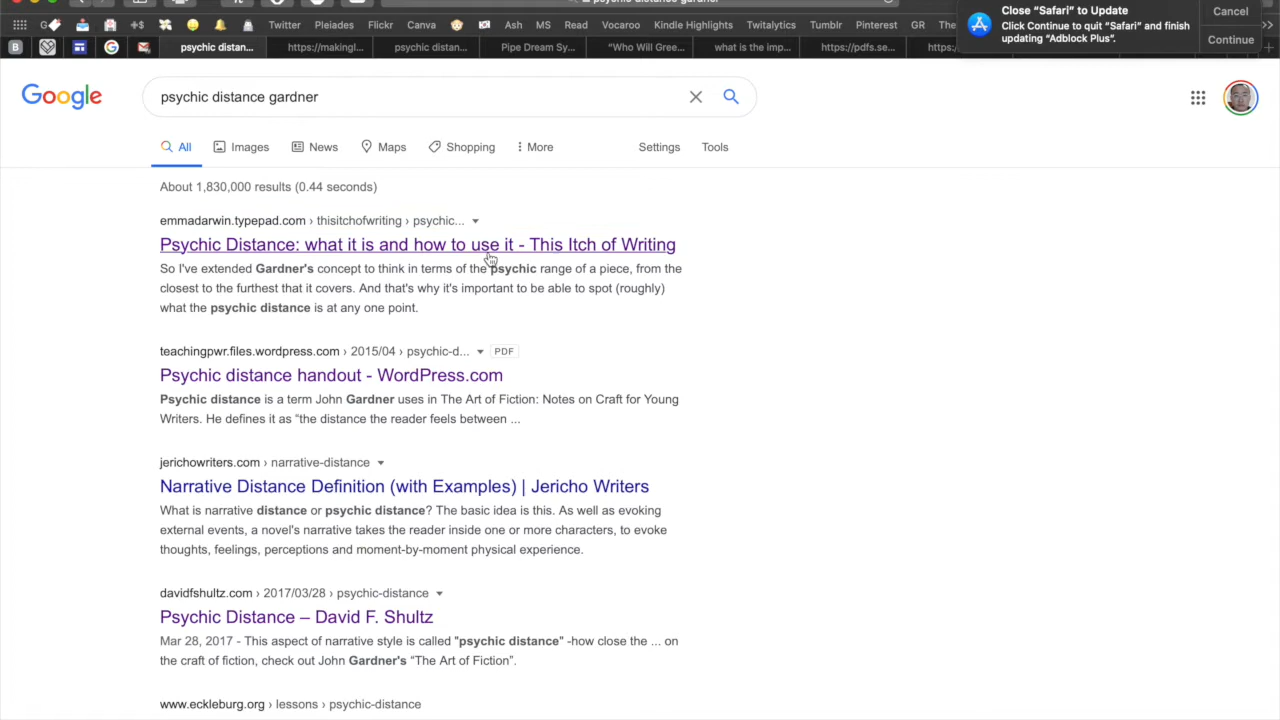 Close “Safari” to Update
Click Continue to quit “Safari” and finish
updating “Adblock Plus”.
Cancel
Continue
Twitter Pleiades Flickr Canva Ash MS Read Vocaroo Kindle Highlights Twitalytics Tumblr Pinterest GR The
psychic distan... https://makingl... psychic distan... Pipe Dream Sy... “Who Will Gree... what is the imp... https://pdfs.se...
Google
psychic distance gardner
All Images News Maps Shopping More Settings Tools
About 1,830,000 results (0.44 seconds)
emmadarwin.typepad.com › thisitchofwriting › psychic...
Psychic Distance: what it is and how to use it - This Itch of Writing
So I've extended Gardner's concept to think in terms of the psychic range of a piece, from the
closest to the furthest that it covers. And that's why it's important to be able to spot (roughly)
what the psychic distance is at any one point.
teachingpwr.files.wordpress.com › 2015/04 › psychic-d... PDF
Psychic distance handout - WordPress.com
Psychic distance is a term John Gardner uses in The Art of Fiction: Notes on Craft for Young
Writers. He defines it as “the distance the reader feels between ...
jerichowriters.com › narrative-distance
Narrative Distance Definition (with Examples) | Jericho Writers
What is narrative distance or psychic distance? The basic idea is this. As well as evoking
external events, a novel's narrative takes the reader inside one or more characters, to evoke
thoughts, feelings, perceptions and moment-by-moment physical experience.
davidfshultz.com › 2017/03/28 › psychic-distance
Psychic Distance – David F. Shultz
Mar 28, 2017 - This aspect of narrative style is called "psychic distance" -how close the ... on
the craft of fiction, check out John Gardner's “The Art of Fiction”.
www.eckleburg.org › lessons › psychic-distance